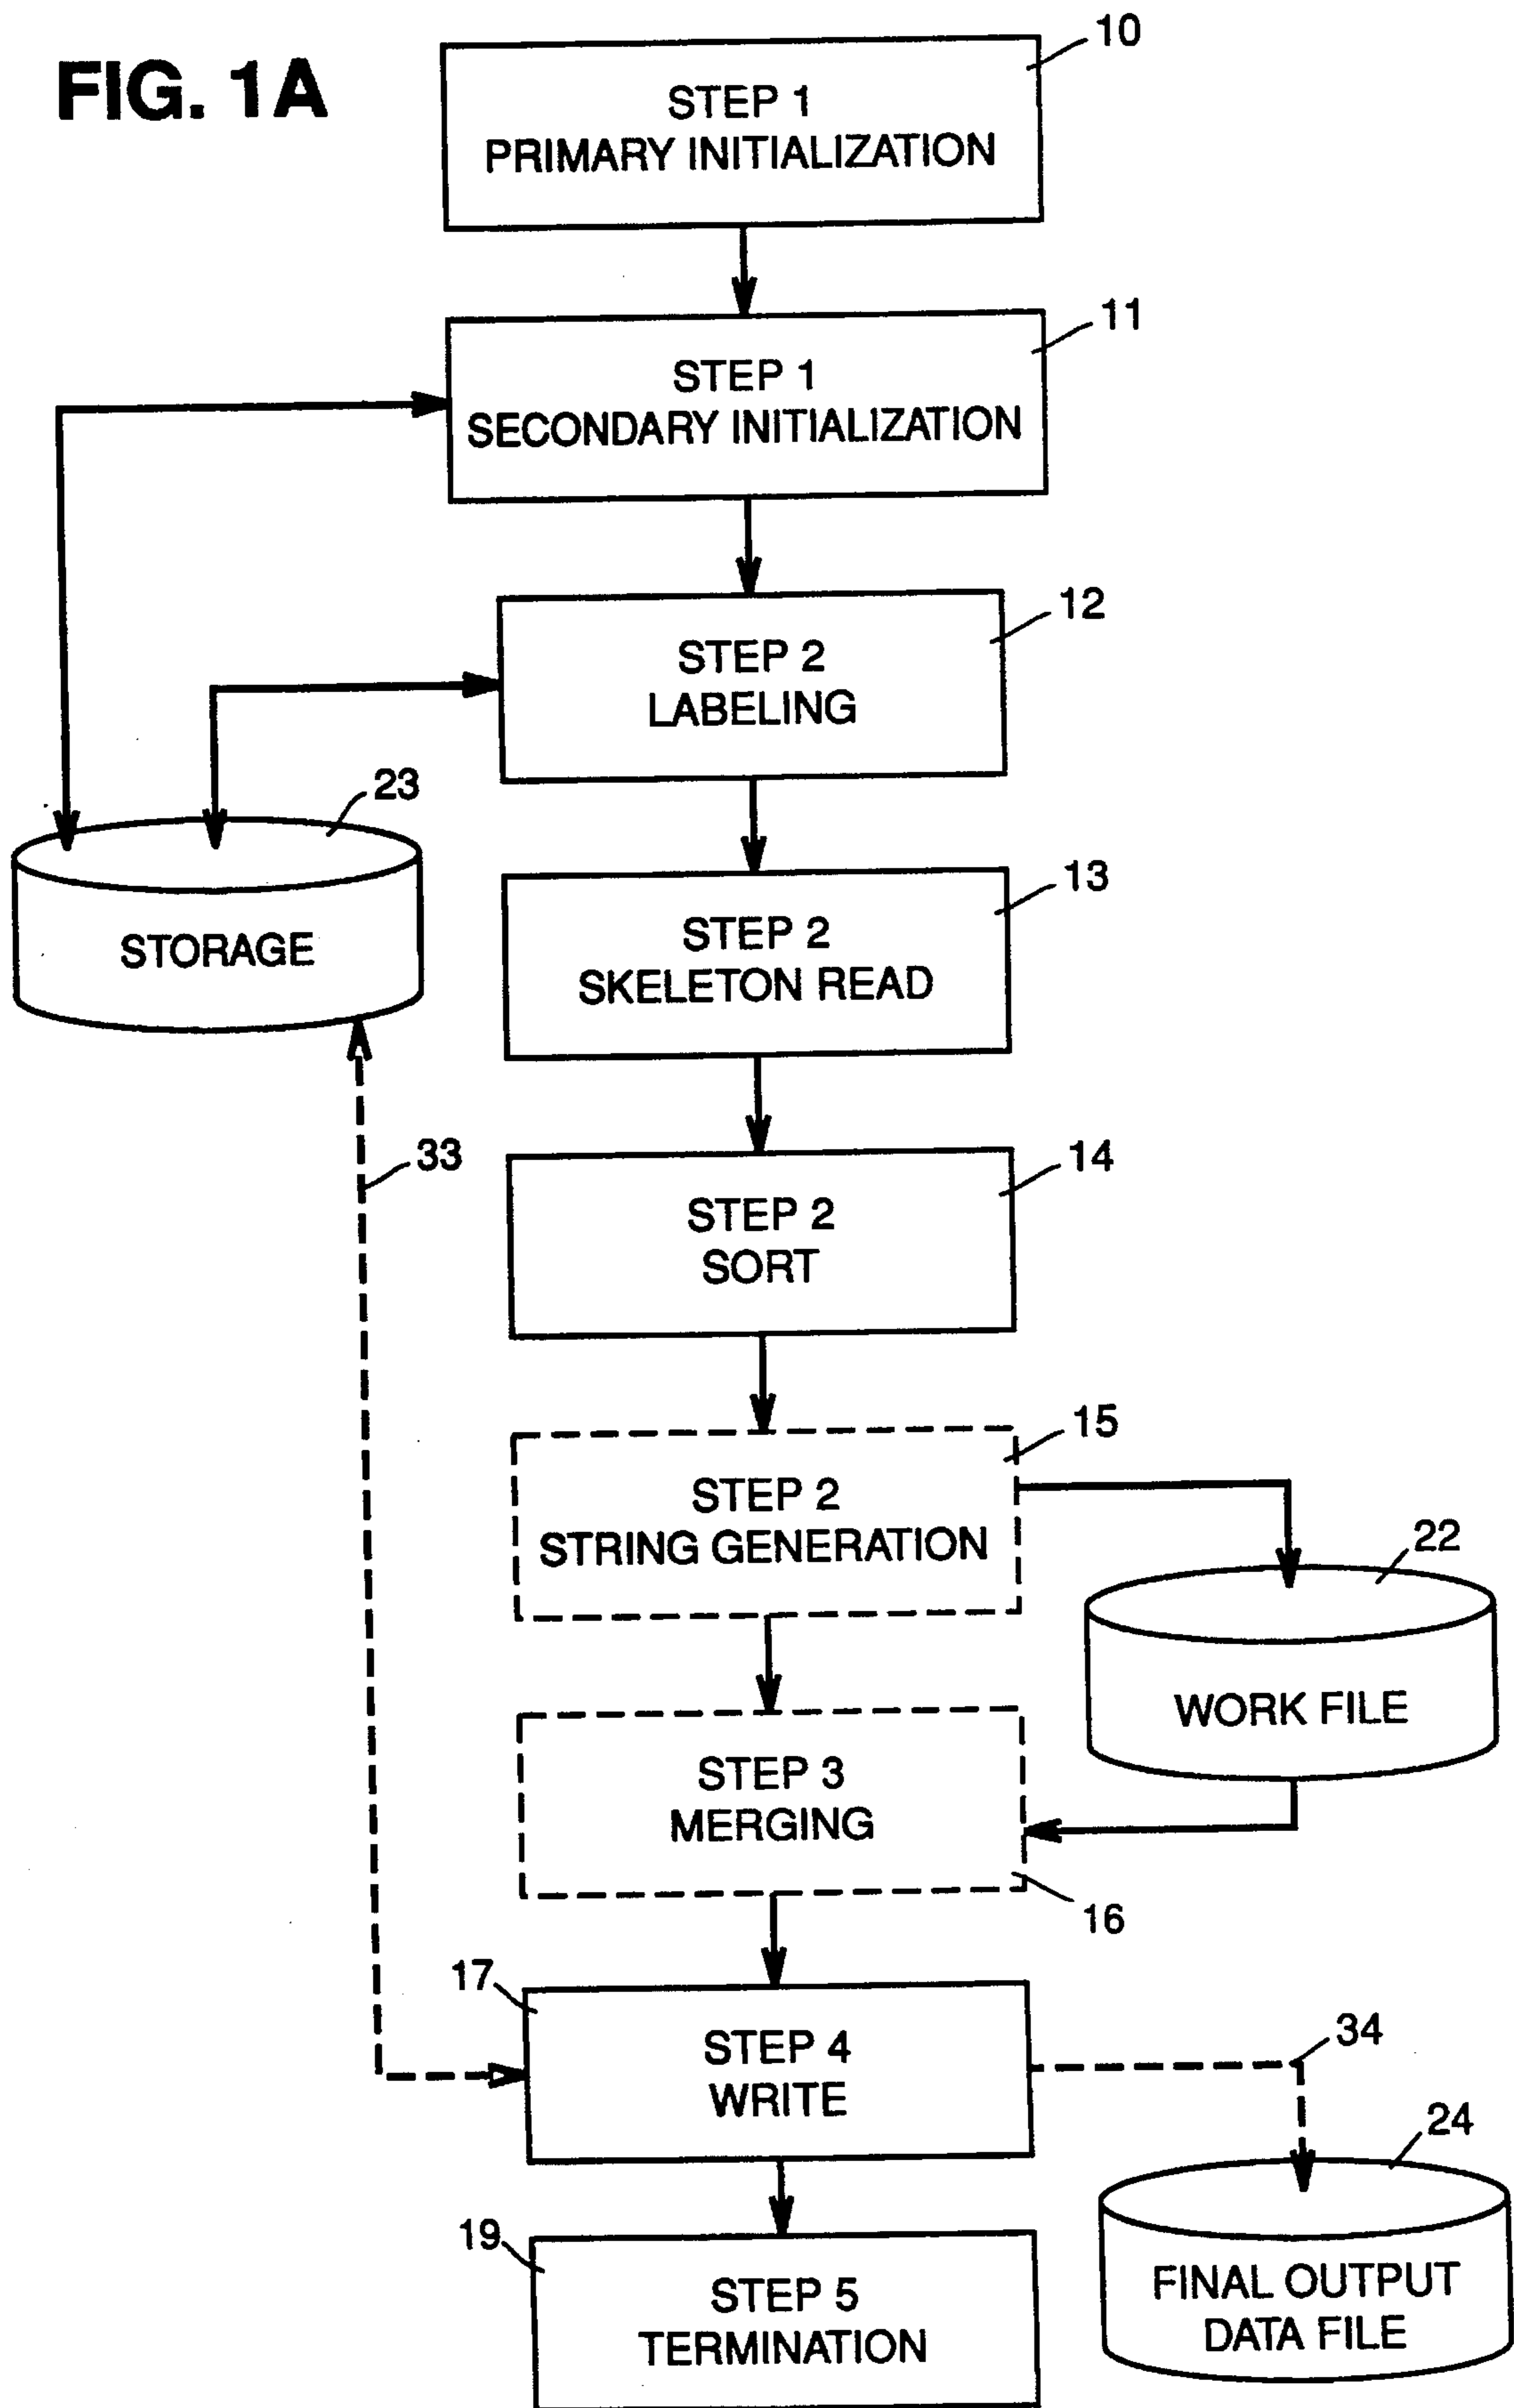 FIG. 1A
10
STEP 1
PRIMARY INITIALIZATION
11
STEP 1
SECONDARY INITIALIZATION
12
STEP 2
LABELING
23
STORAGE
13
STEP 2
SKELETON READ
33
14
STEP 2
SORT
15
STEP 2
STRING GENERATION
22
WORK FILE
STEP 3
MERGING
16
17
STEP 4
WRITE
34
24
FINAL OUTPUT
DATA FILE
19
STEP 5
TERMINATION